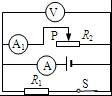 V
A₁ P R₂
A
R₁ S